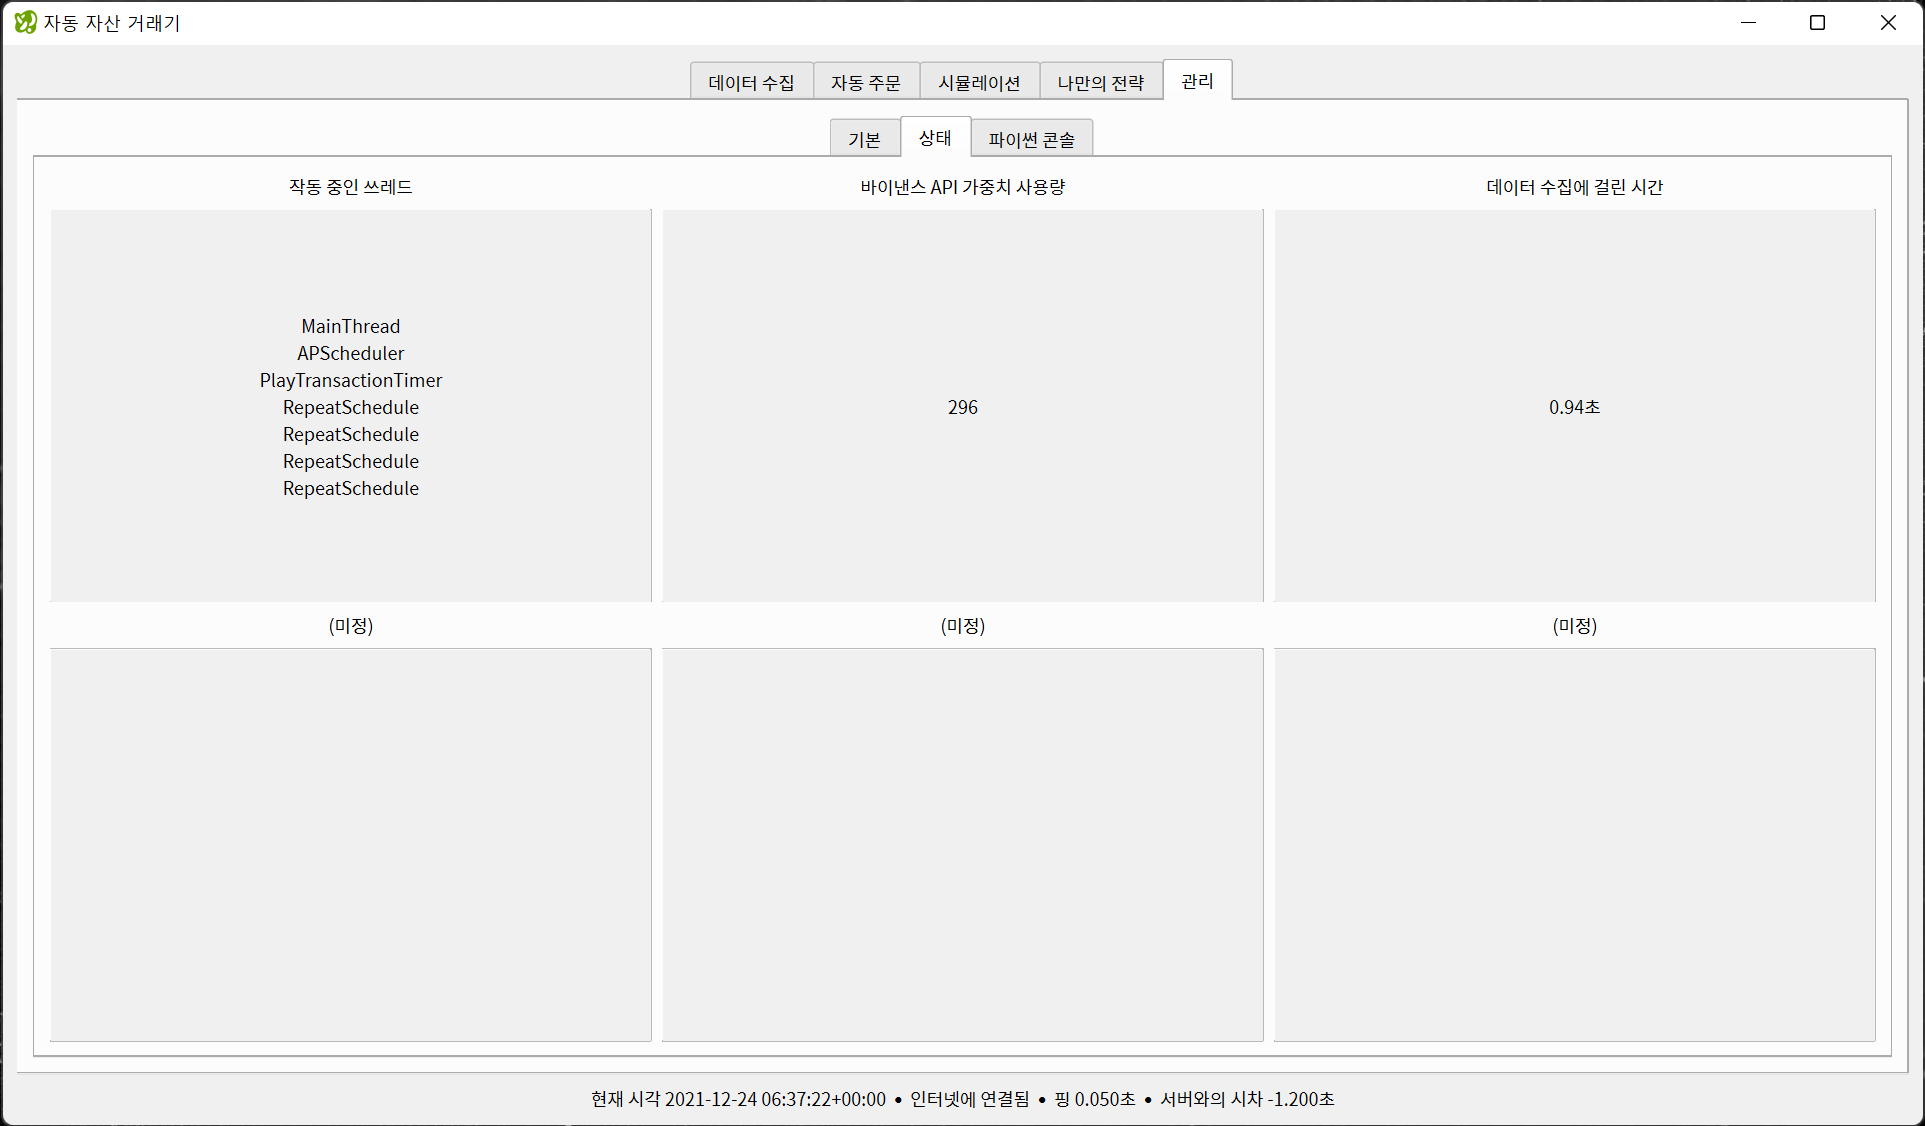 자동 자산 거래기
데이터 수집 자동 주문 시뮬레이션 나만의 전략 관리
기본 상태 파이썬 콘솔
작동 중인 쓰레드 바이낸스 API 가중치 사용량 데이터 수집에 걸린 시간
MainThread
APScheduler
PlayTransactionTimer
RepeatSchedule
RepeatSchedule
RepeatSchedule
RepeatSchedule
296
0.94초
(미정) (미정) (미정)
현재 시각 2021-12-24 06:37:22+00:00 • 인터넷에 연결됨 • 핑 0.050초 • 서버와의 시차 -1.200초